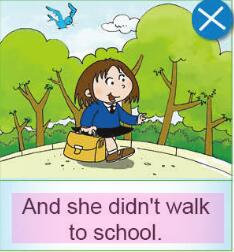 And she didn't walk
to school.